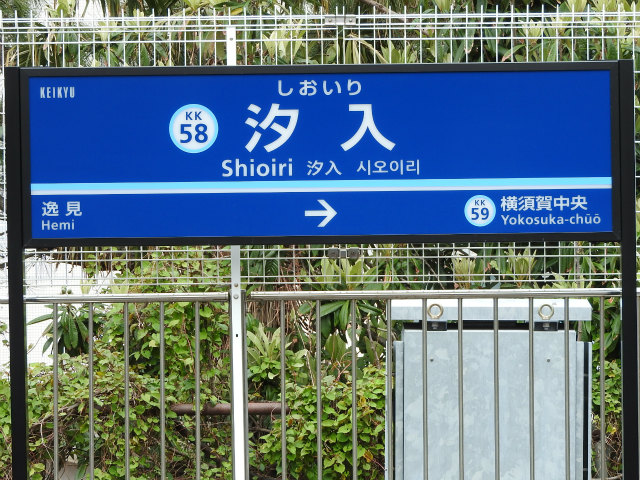 KEIKYU
しおいり
KK
58
汐入
Shioiri 汐入 시오이리
逸見
Hemi
→
KK
59
横須賀中央
Yokosuka-chūō